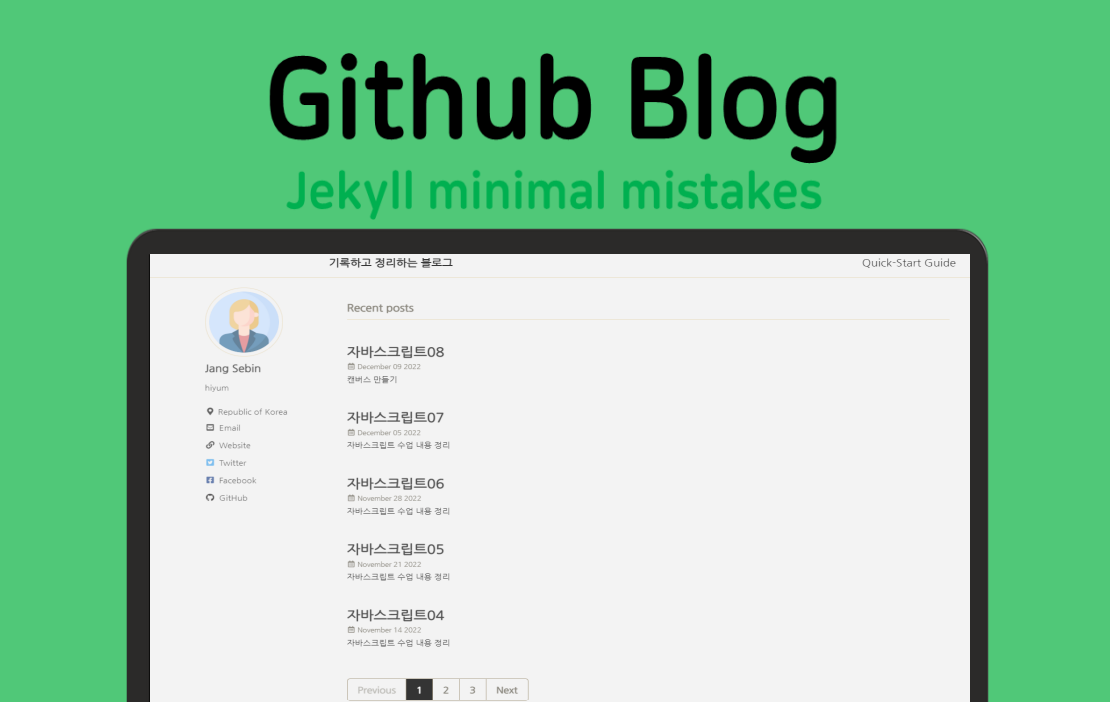 Github Blog
Jekyll minimal mistakes
기록하고 정리하는 블로그
Quick-Start Guide
Jang Sebin
hiyum
Republic of Korea
Email
Website
Twitter
Facebook
GitHub
Recent posts
자바스크립트08
December 09 2022
캔버스 만들기
자바스크립트07
December 05 2022
자바스크립트 수업 내용 정리
자바스크립트06
November 28 2022
자바스크립트 수업 내용 정리
자바스크립트05
November 21 2022
자바스크립트 수업 내용 정리
자바스크립트04
November 14 2022
자바스크립트 수업 내용 정리
Previous 1 2 3 Next